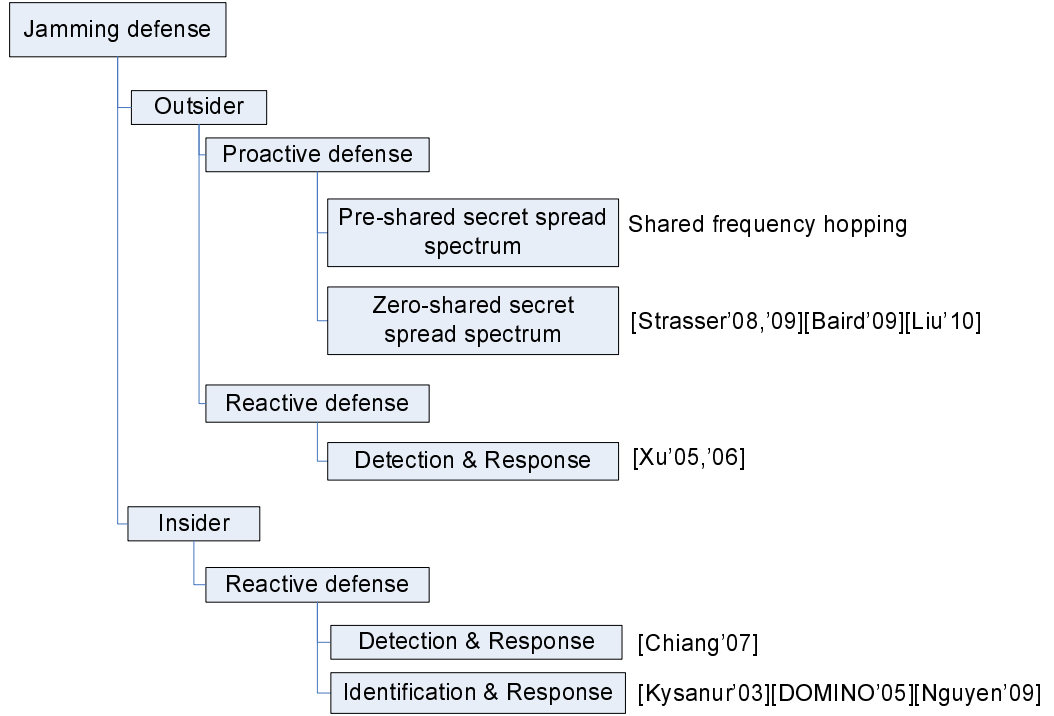 Jamming defense
Outsider
Proactive defense
Pre-shared secret spread
spectrum
Shared frequency hopping
Zero-shared secret
spread spectrum
[Strasser’08,’09][Baird’09][Liu’10]
Reactive defense
Detection & Response
[Xu’05,’06]
Insider
Reactive defense
Detection & Response
[Chiang’07]
Identification & Response
[Kysanur’03][DOMINO’05][Nguyen’09]